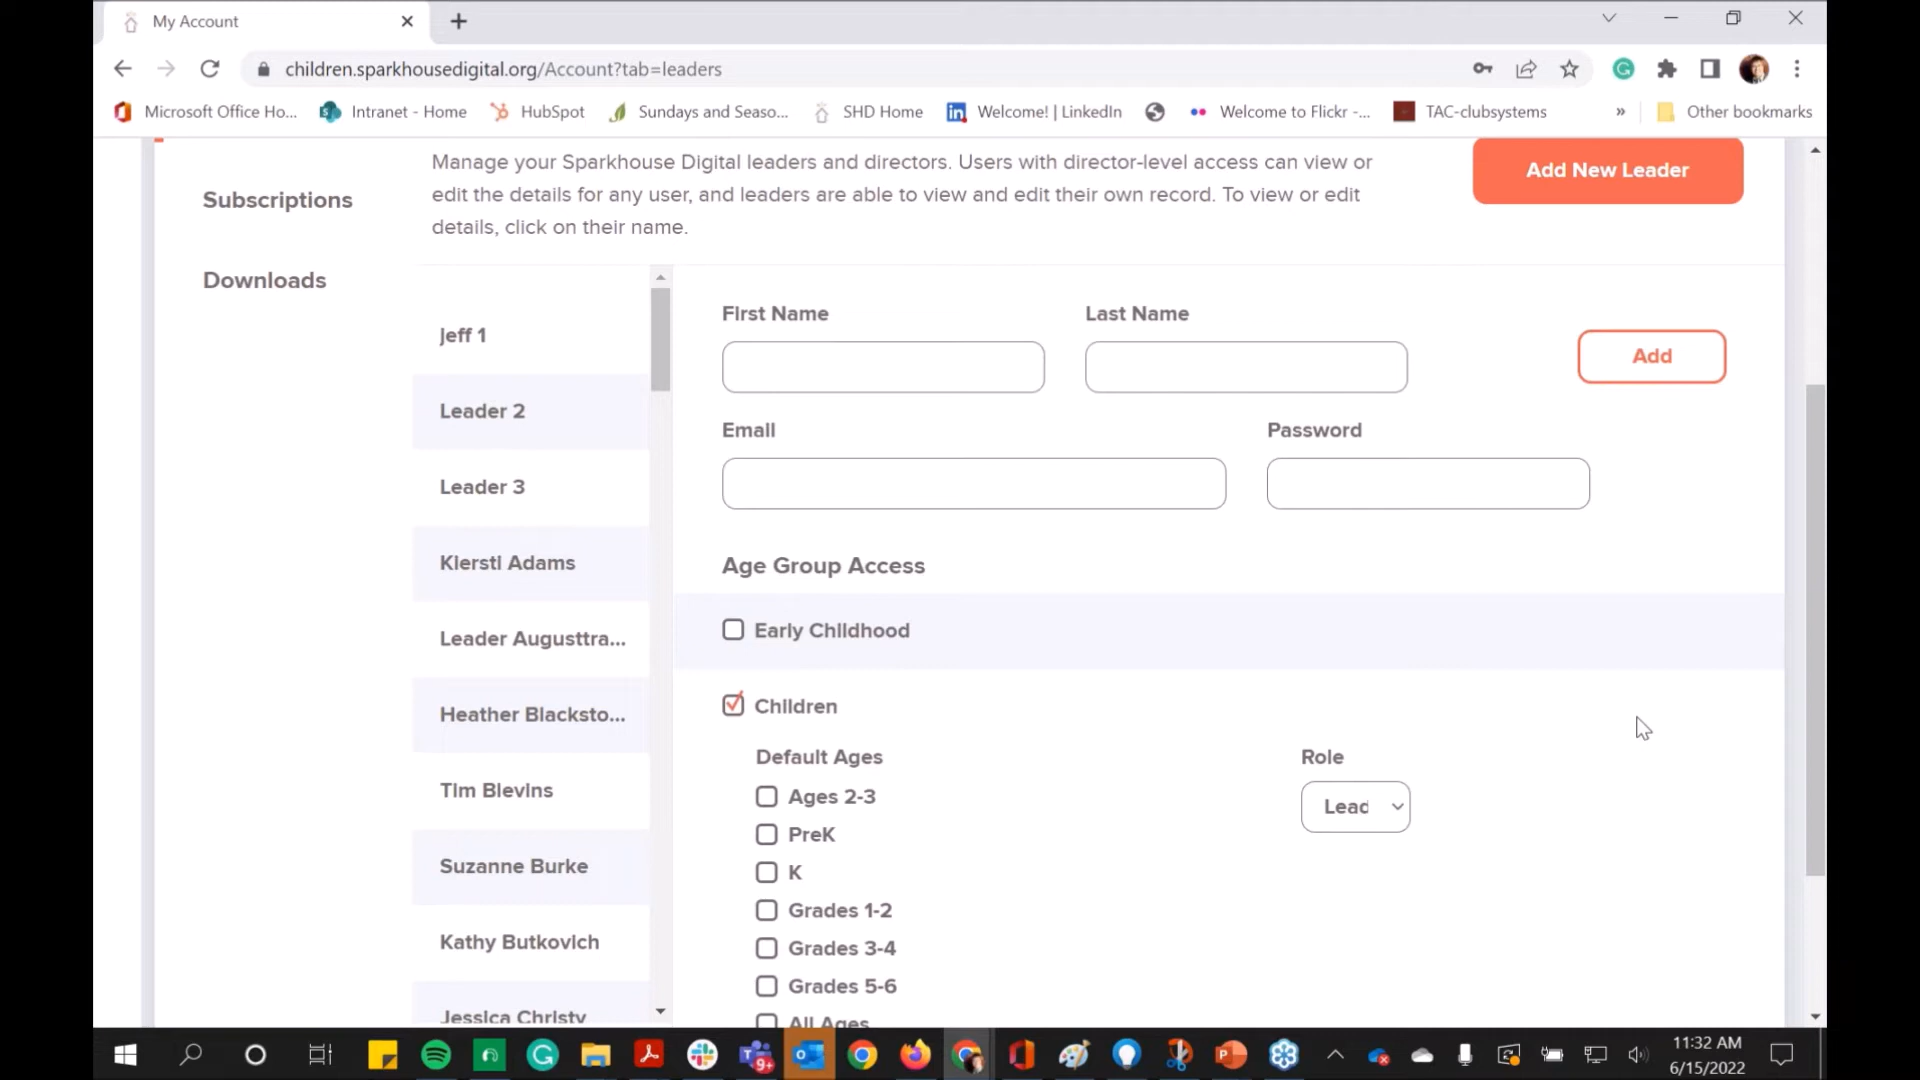 My Account
children.sparkhousedigital.org/Account?tab=leaders
Microsoft Office Ho...
Intranet - Home
HubSpot
Sundays and Seaso...
SHD Home
Welcome! | LinkedIn
Welcome to Flickr -...
TAC-clubsystems
»
Other bookmarks
Manage your Sparkhouse Digital leaders and directors. Users with director-level access can view or
edit the details for any user, and leaders are able to view and edit their own record. To view or edit
details, click on their name.
Add New Leader
Subscriptions
Downloads
jeff 1
Leader 2
Leader 3
Kiersti Adams
Leader Augusttra...
Heather Blacksto...
Tim Blevins
Suzanne Burke
Kathy Butkovich
Jessica Christy
First Name
Last Name
Add
Email
Password
Age Group Access
Early Childhood
Children
Default Ages
Role
Ages 2-3
Lead
PreK
K
Grades 1-2
Grades 3-4
Grades 5-6
All Ages
9+
11:32 AM
6/15/2022